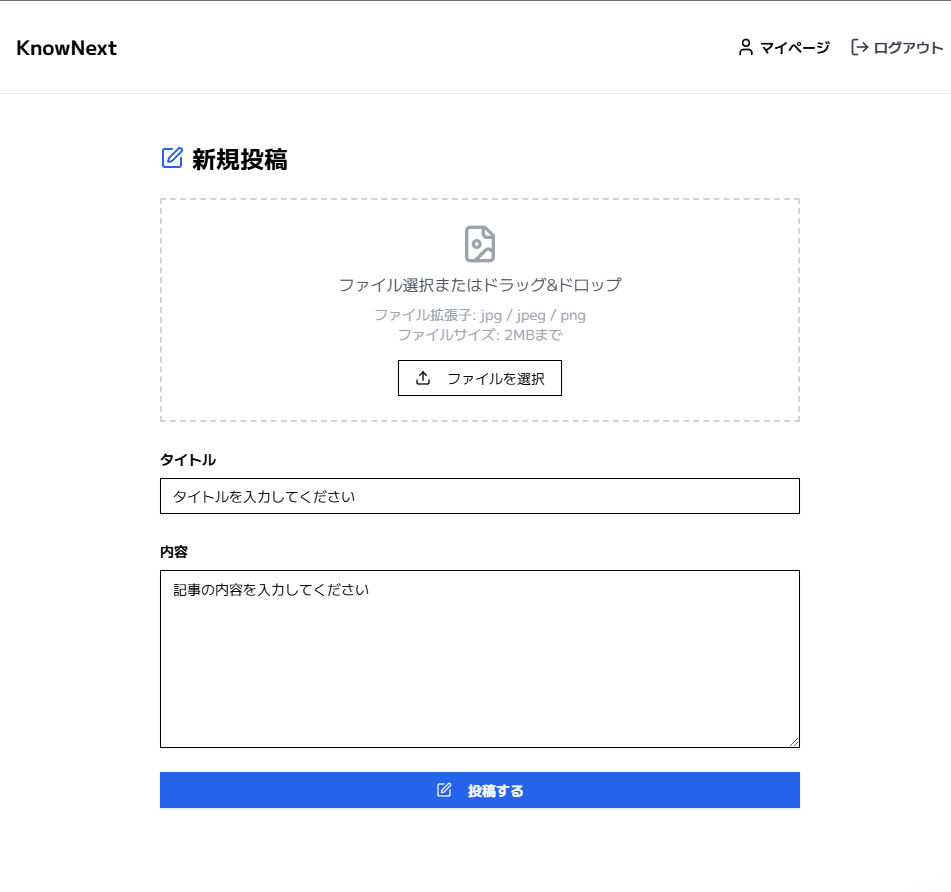 KnowNext
マイページ
ログアウト
新規投稿
ファイル選択またはドラッグ&ドロップ
ファイル拡張子: jpg / jpeg / png
ファイルサイズ: 2MBまで
ファイルを選択
タイトル
タイトルを入力してください
内容
記事の内容を入力してください
投稿する